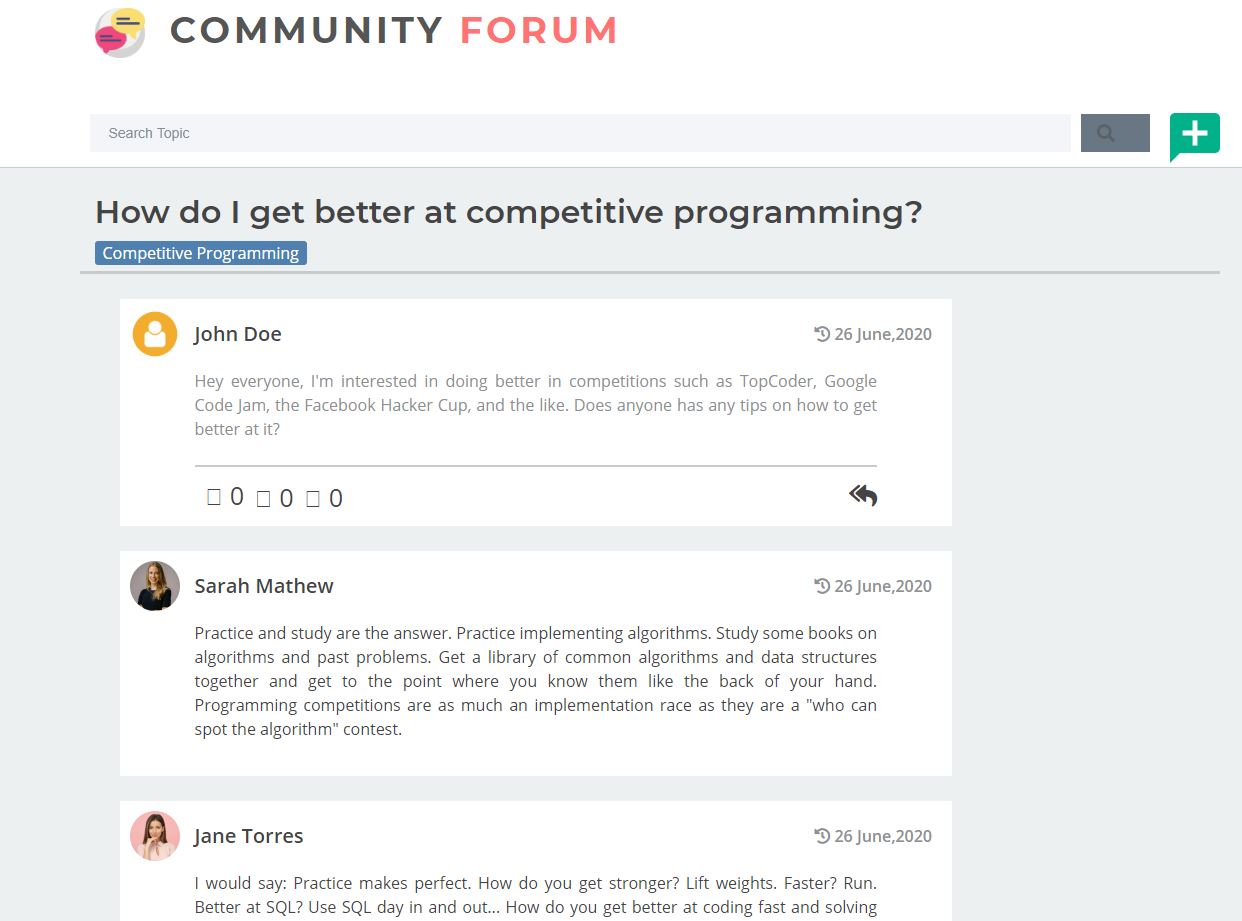 COMMUNITY FORUM
Search Topic
How do I get better at competitive programming?
Competitive Programming
John Doe
26 June,2020
Hey everyone, I'm interested in doing better in competitions such as TopCoder, Google
Code Jam, the Facebook Hacker Cup, and the like. Does anyone has any tips on how to get
better at it?
0 0 0
Sarah Mathew
26 June,2020
Practice and study are the answer. Practice implementing algorithms. Study some books on
algorithms and past problems. Get a library of common algorithms and data structures
together and get to the point where you know them like the back of your hand.
Programming competitions are as much an implementation race as they are a "who can
spot the algorithm" contest.
Jane Torres
26 June,2020
I would say: Practice makes perfect. How do you get stronger? Lift weights. Faster? Run.
Better at SQL? Use SQL day in and out... How do you get better at coding fast and solving